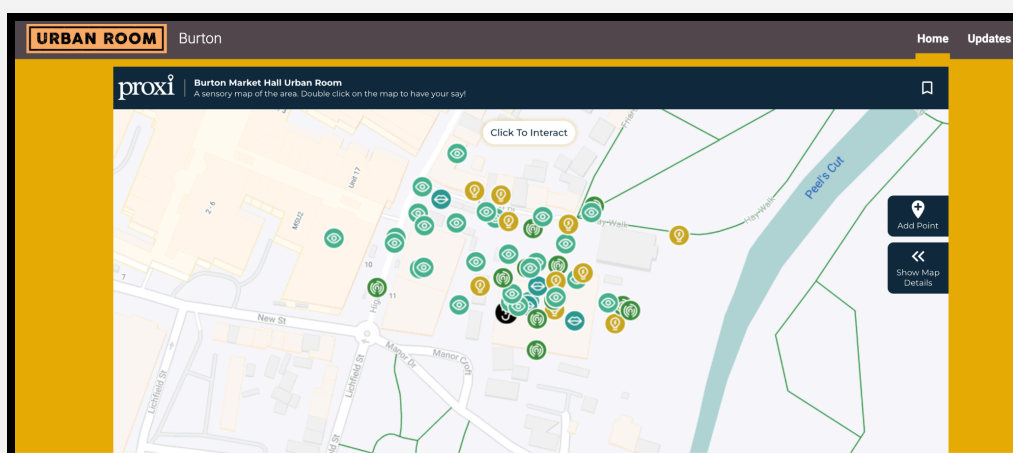 URBAN ROOM
Burton
Home
Updates
proxi
Burton Market Hall Urban Room
A sensory map of the area. Double click on the map to have your say!
Click To Interact
Peel's Cut
Unit 17
2-6
MSU2
Hay Walk
Hay-Walk
Add Point
Show Map
Details
7
10
11
New St
Manor Dr
Manor Croft
Lichfield St
Lichfield St